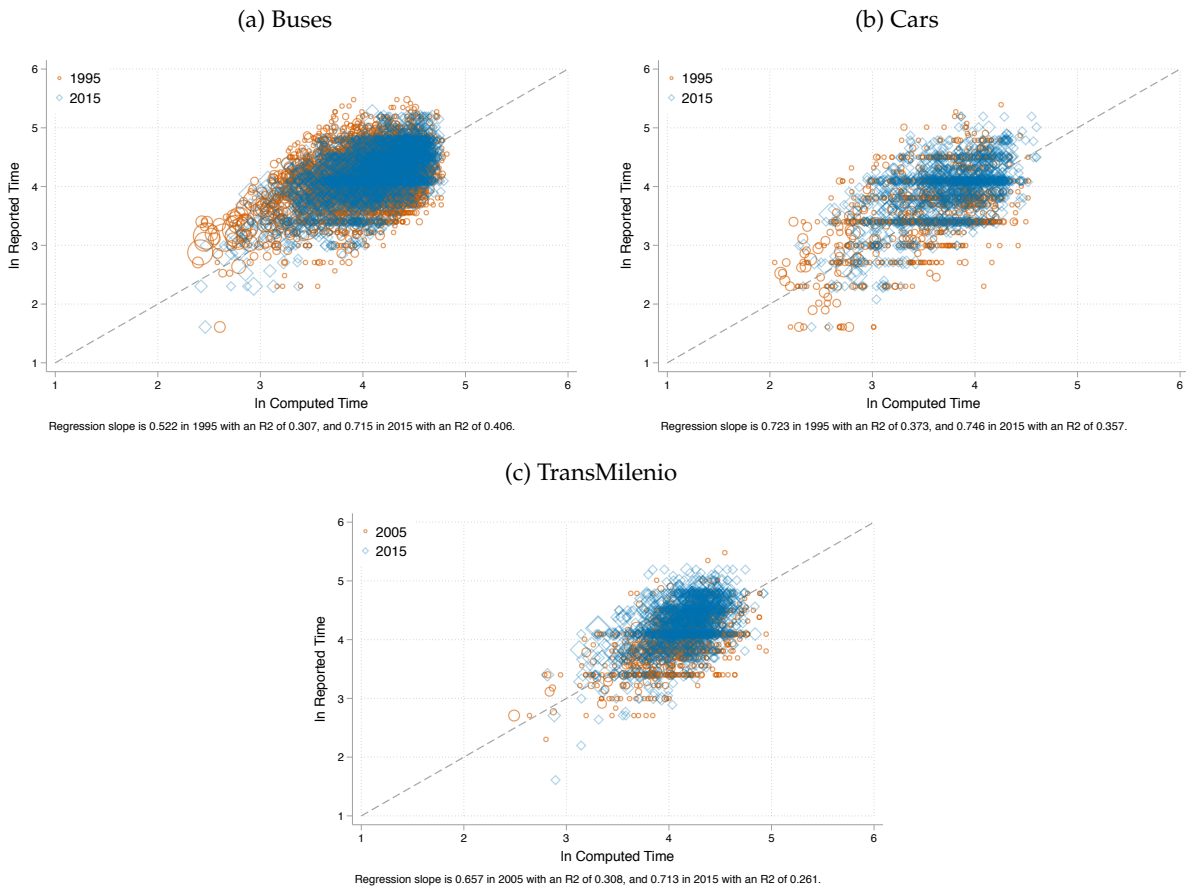 (a) Buses
6
5
4
3
2
1
1995
2015
ln Reported Time
1 2 3 4 5 6
ln Computed Time
Regression slope is 0.522 in 1995 with an R2 of 0.307, and 0.715 in 2015 with an R2 of 0.406.
(b) Cars
6
5
4
3
2
1
1995
2015
ln Reported Time
1 2 3 4 5 6
ln Computed Time
Regression slope is 0.723 in 1995 with an R2 of 0.373, and 0.746 in 2015 with an R2 of 0.357.
(c) TransMilenio
6
5
4
3
2
1
2005
2015
ln Reported Time
1 2 3 4 5 6
ln Computed Time
Regression slope is 0.657 in 2005 with an R2 of 0.308, and 0.713 in 2015 with an R2 of 0.261.